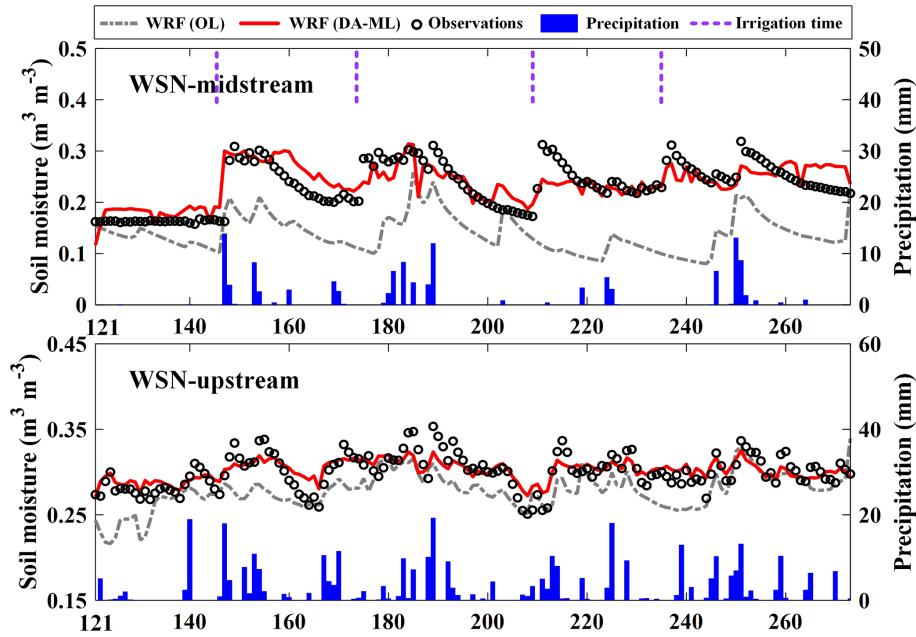 WRF (OL) WRF (DA-ML) Observations Precipitation Irrigation time
0.5 50
WSN-midstream
0.4 40
0.3 30
0.2 20
0.1 10
0 0
Soil moisture (m³ m⁻³)
Precipitation (mm)
121 140 160 180 200 220 240 260
0.45 60
WSN-upstream
0.35 40
0.25 20
0.15 0
Soil moisture (m³ m⁻³)
Precipitation (mm)
121 140 160 180 200 220 240 260